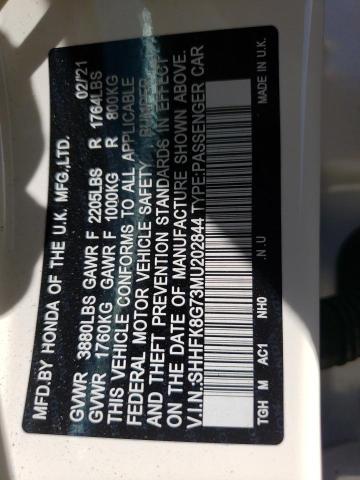 MFD.BY HONDA OF THE U.K. MFG.,LTD. 02/21
GVWR 3880LBS GAWR F 2205LBS R 1764LBS
GVWR 1760KG GAWR F 1000KG R 800KG
THIS VEHICLE CONFORMS TO ALL APPLICABLE
FEDERAL MOTOR VEHICLE SAFETY, BUMPER,
AND THEFT PREVENTION STANDARDS IN EFFECT
ON THE DATE OF MANUFACTURE SHOWN ABOVE.
V.I.N.:SHHFK8G73MU202844 TYPE:PASSENGER CAR
TGH M AC1 NH0 N.U MADE IN U.K.